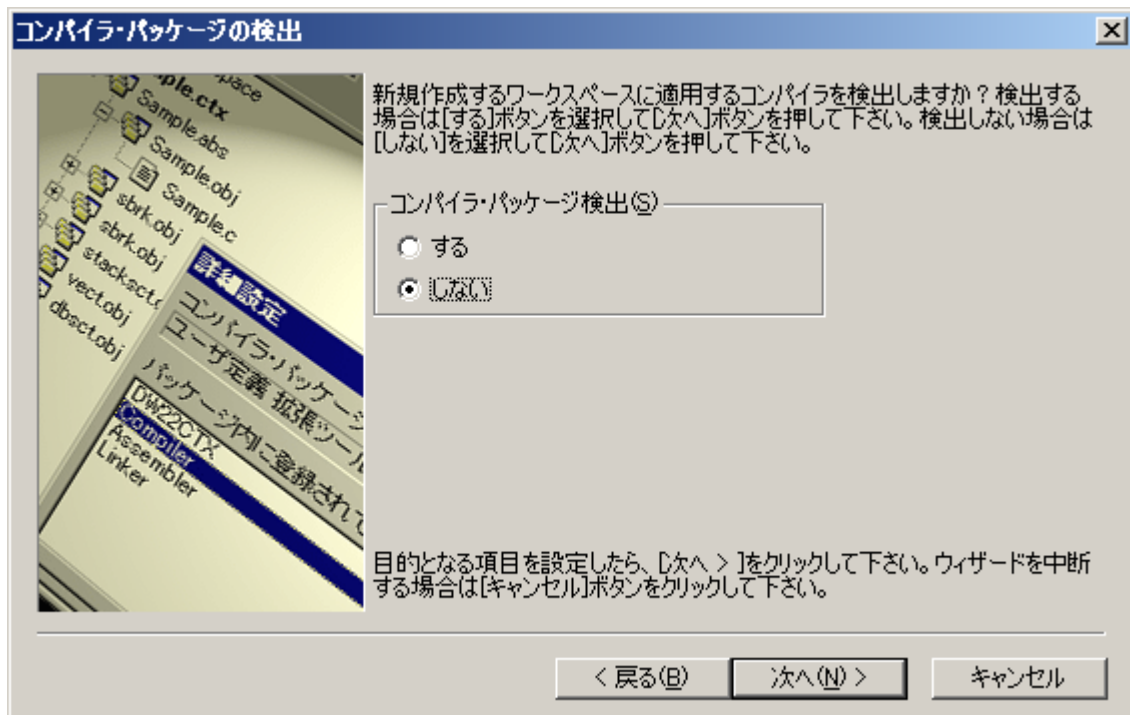 コンパイラ・パッケージの検出
space
ple.ctx
Sample.abs
Sample.obj
Sample.c
sbrk.obj
sbrk.obj
stacksct.
vect.obj
dbsct.obj
詳細設定
コンパイラ・パッケージ
ユーザ定義 拡張ツール
パッケージ内に登録されて
DW22CTX
Compiler
Assembler
Linker
新規作成するワークスペースに適用するコンパイラを検出しますか？検出する
場合は[する]ボタンを選択して[次へ]ボタンを押して下さい。検出しない場合は
[しない]を選択して[次へ]ボタンを押して下さい。
コンパイラ・パッケージ検出(S)
する
しない
目的となる項目を設定したら、[次へ > ]をクリックして下さい。ウィザードを中断
する場合は[キャンセル]ボタンをクリックして下さい。
< 戻る(B)
次へ(N) >
キャンセル